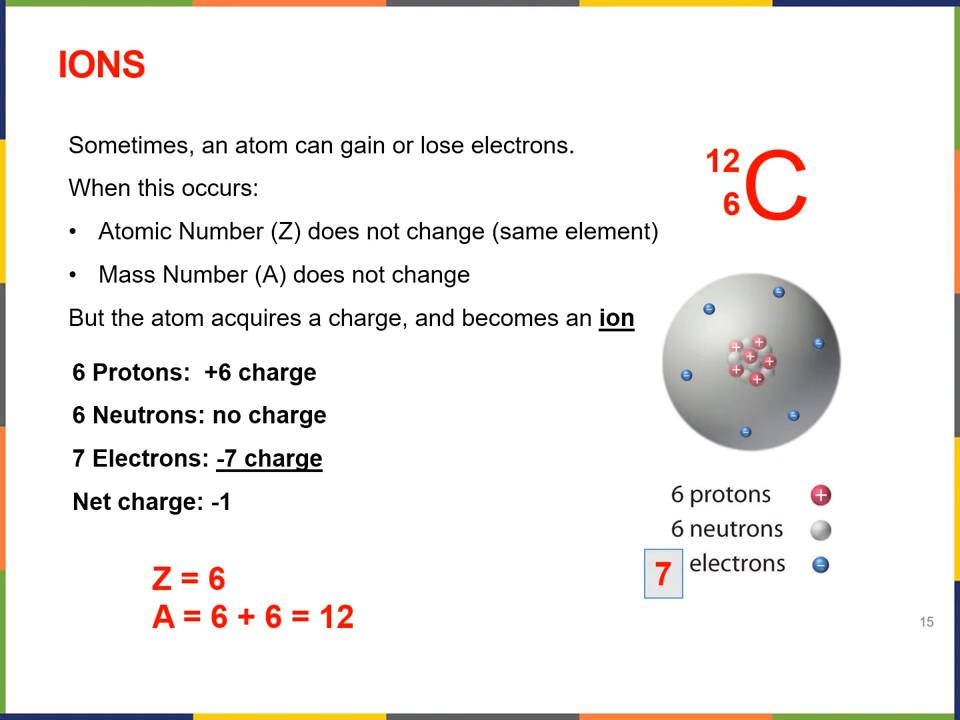 IONS
Sometimes, an atom can gain or lose electrons.
When this occurs:
• Atomic Number (Z) does not change (same element)
• Mass Number (A) does not change
But the atom acquires a charge, and becomes an ion
6 Protons: +6 charge
6 Neutrons: no charge
7 Electrons: -7 charge
Net charge: -1
Z = 6
A = 6 + 6 = 12
12
6
C
6 protons +
6 neutrons
7 electrons −
15